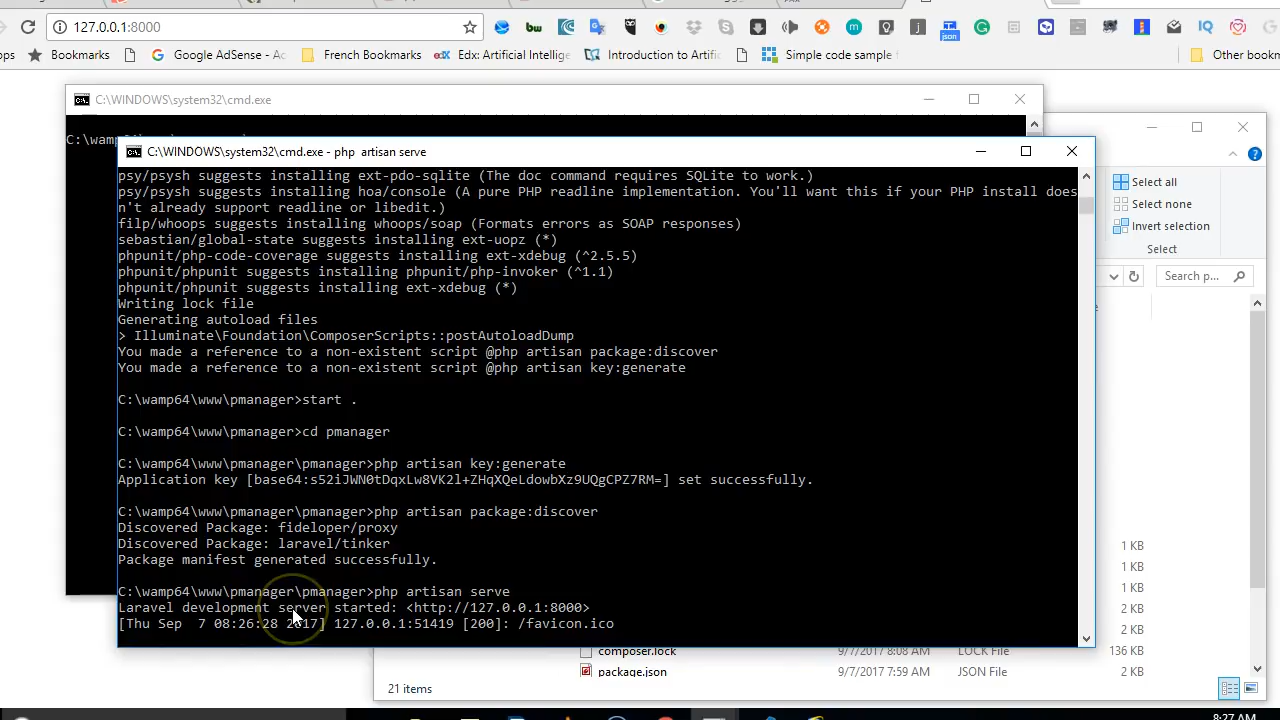 127.0.0.1:8000
json
ps
Bookmarks
Google AdSense - Ac
French Bookmarks
Edx: Artificial Intellige
Introduction to Artific
Simple code sample f
Other bookm
C:\WINDOWS\system32\cmd.exe
C:\wamp
C:\WINDOWS\system32\cmd.exe - php  artisan serve
psy/psysh suggests installing ext-pdo-sqlite (The doc command requires SQLite to work.)
psy/psysh suggests installing hoa/console (A pure PHP readline implementation. You'll want this if your PHP install does
n't already support readline or libedit.)
filp/whoops suggests installing whoops/soap (Formats errors as SOAP responses)
sebastian/global-state suggests installing ext-uopz (*)
phpunit/php-code-coverage suggests installing ext-xdebug (^2.5.5)
phpunit/phpunit suggests installing phpunit/php-invoker (^1.1)
phpunit/phpunit suggests installing ext-xdebug (*)
Writing lock file
Generating autoload files
> Illuminate\Foundation\ComposerScripts::postAutoloadDump
You made a reference to a non-existent script @php artisan package:discover
You made a reference to a non-existent script @php artisan key:generate
C:\wamp64\www\pmanager>start .
C:\wamp64\www\pmanager>cd pmanager
C:\wamp64\www\pmanager\pmanager>php artisan key:generate
Application key [base64:s52iJWN0tDqxLw8VK2l+ZHqXQeLdowbXz9UQgCPZ7RM=] set successfully.
C:\wamp64\www\pmanager\pmanager>php artisan package:discover
Discovered Package: fideloper/proxy
Discovered Package: laravel/tinker
Package manifest generated successfully.
C:\wamp64\www\pmanager\pmanager>php artisan serve
Laravel development server started: <http://127.0.0.1:8000>
[Thu Sep  7 08:26:28 2017] 127.0.0.1:51419 [200]: /favicon.ico
Select all
Select none
Invert selection
Select
Search p...
1 KB
1 KB
2 KB
2 KB
composer.lock 9/7/2017 8:08 AM LOCK File 136 KB
package.json 9/7/2017 7:59 AM JSON File 2 KB
21 items
8:27 AM